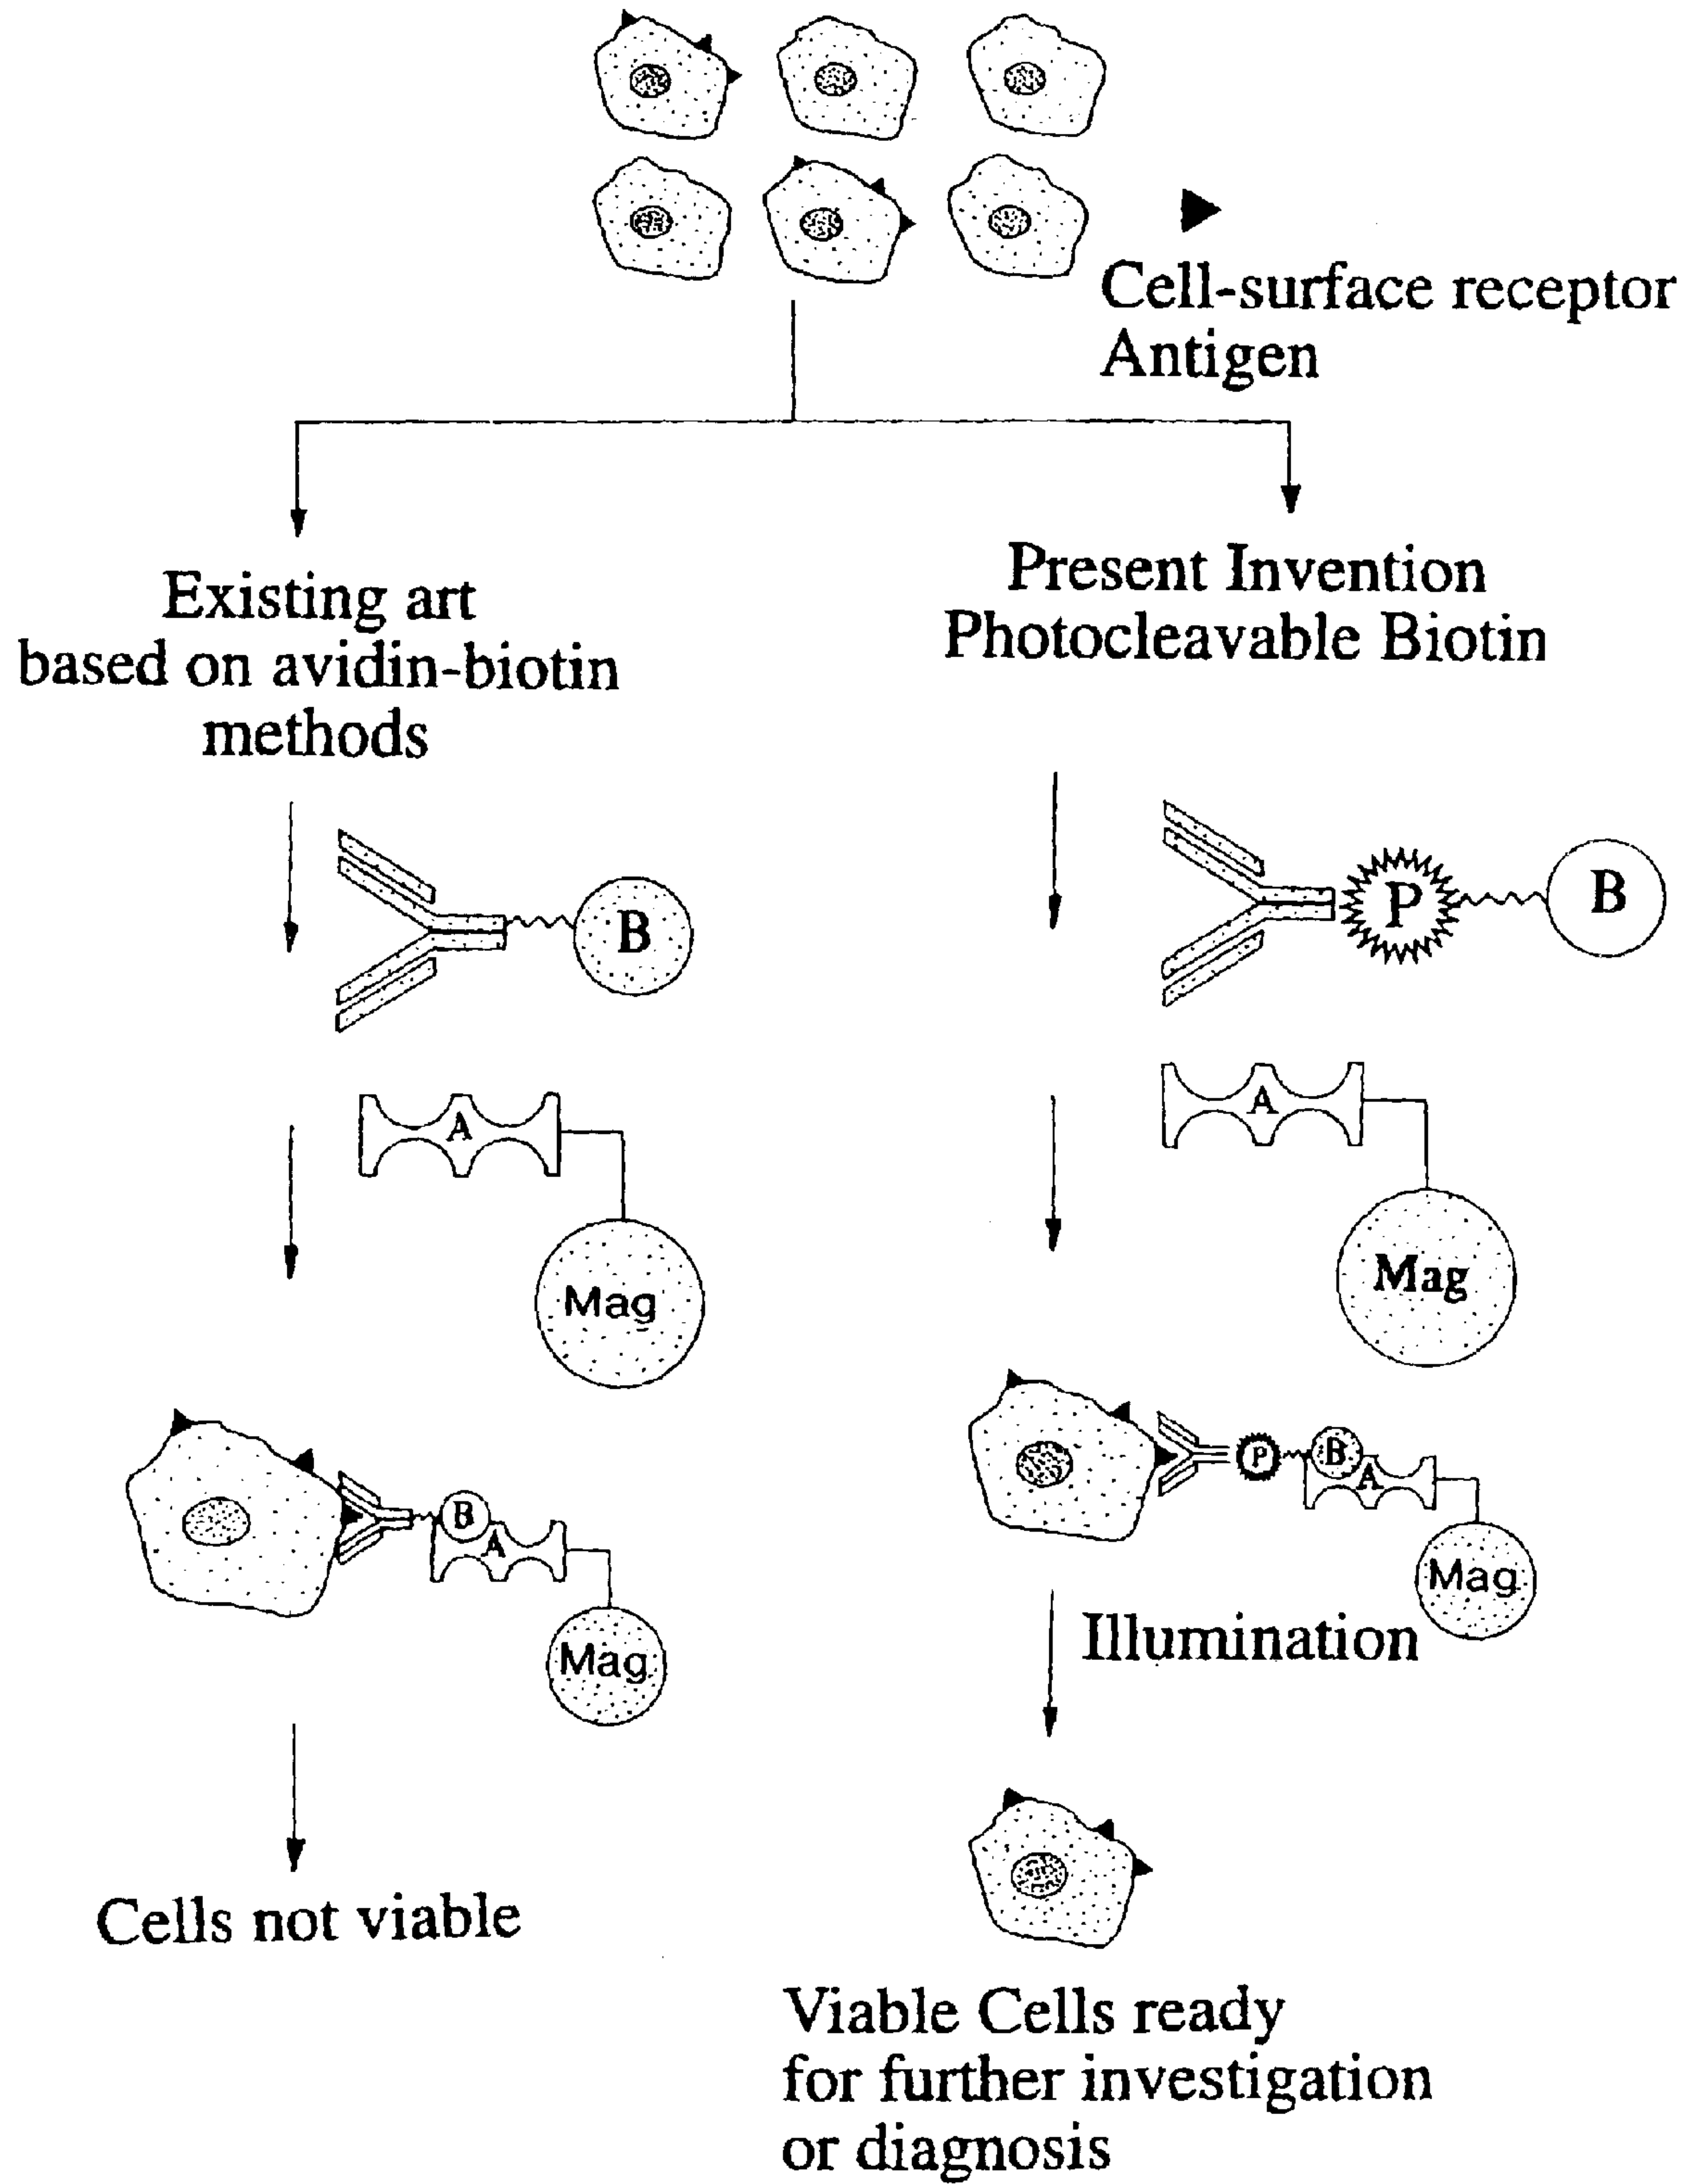 Cell-surface receptor
Antigen
Existing art
based on avidin-biotin
methods
Present Invention
Photocleavable Biotin
B
P
B
A
Mag
A
Mag
B
A
Mag
P
B
A
Mag
Illumination
Cells not viable
Viable Cells ready
for further investigation
or diagnosis